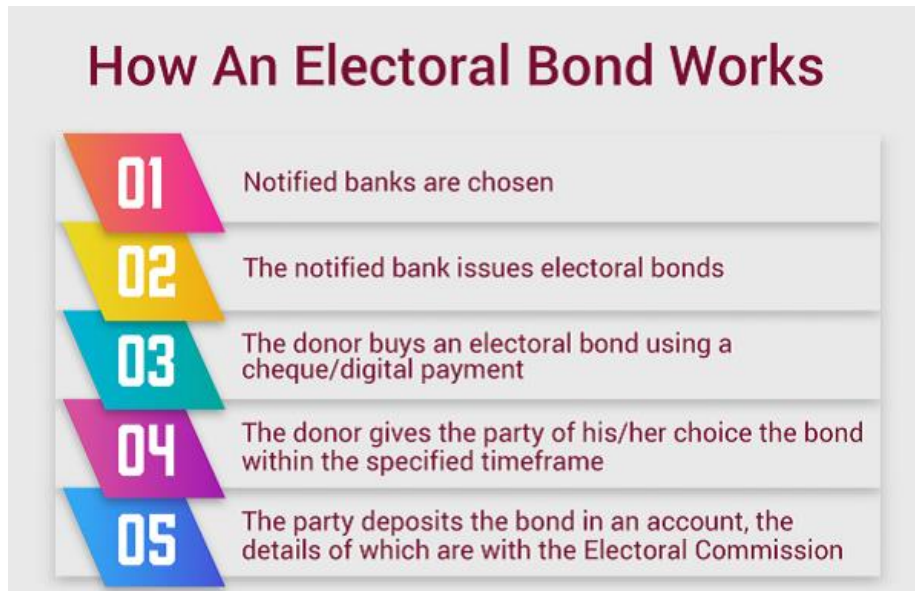 How An Electoral Bond Works
01
Notified banks are chosen
02
The notified bank issues electoral bonds
03
The donor buys an electoral bond using a
cheque/digital payment
04
The donor gives the party of his/her choice the bond
within the specified timeframe
05
The party deposits the bond in an account, the
details of which are with the Electoral Commission